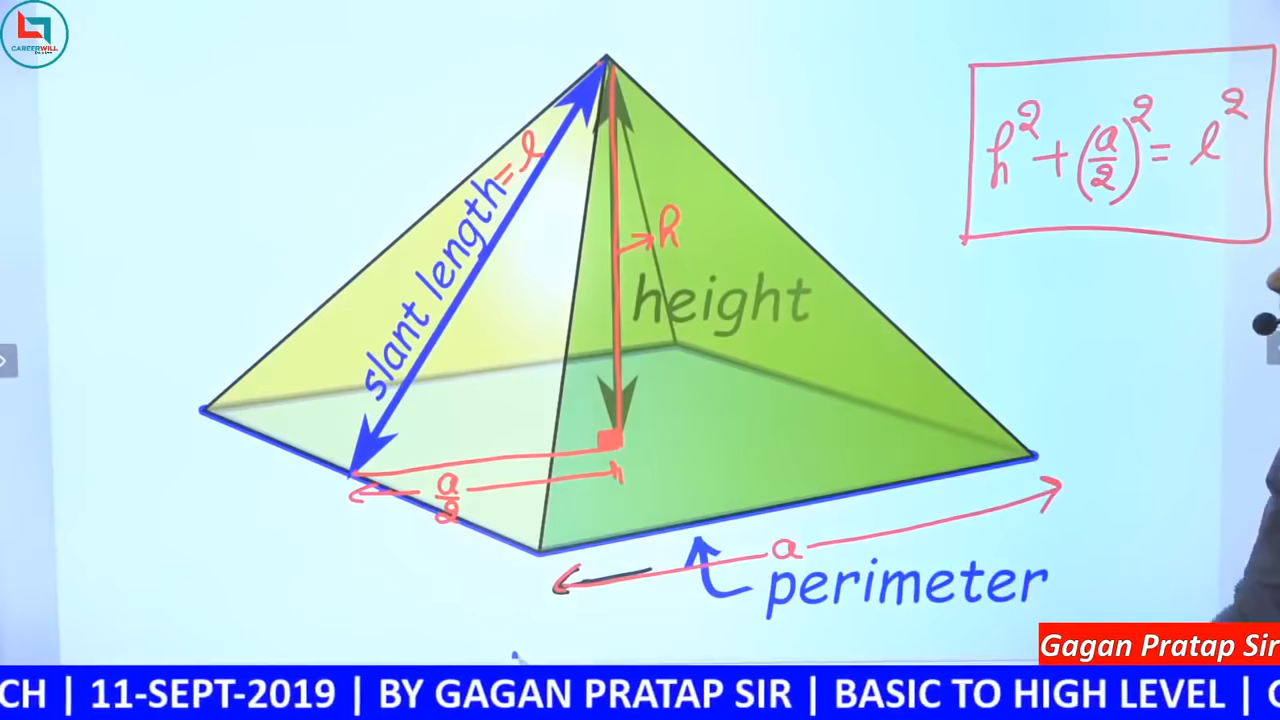 CAREERWILL
h² + (a/2)² = l²
slant length = l
h
height
a/2
a
perimeter
Gagan Pratap Sir
CH | 11-SEPT-2019 | BY GAGAN PRATAP SIR | BASIC TO HIGH LEVEL |